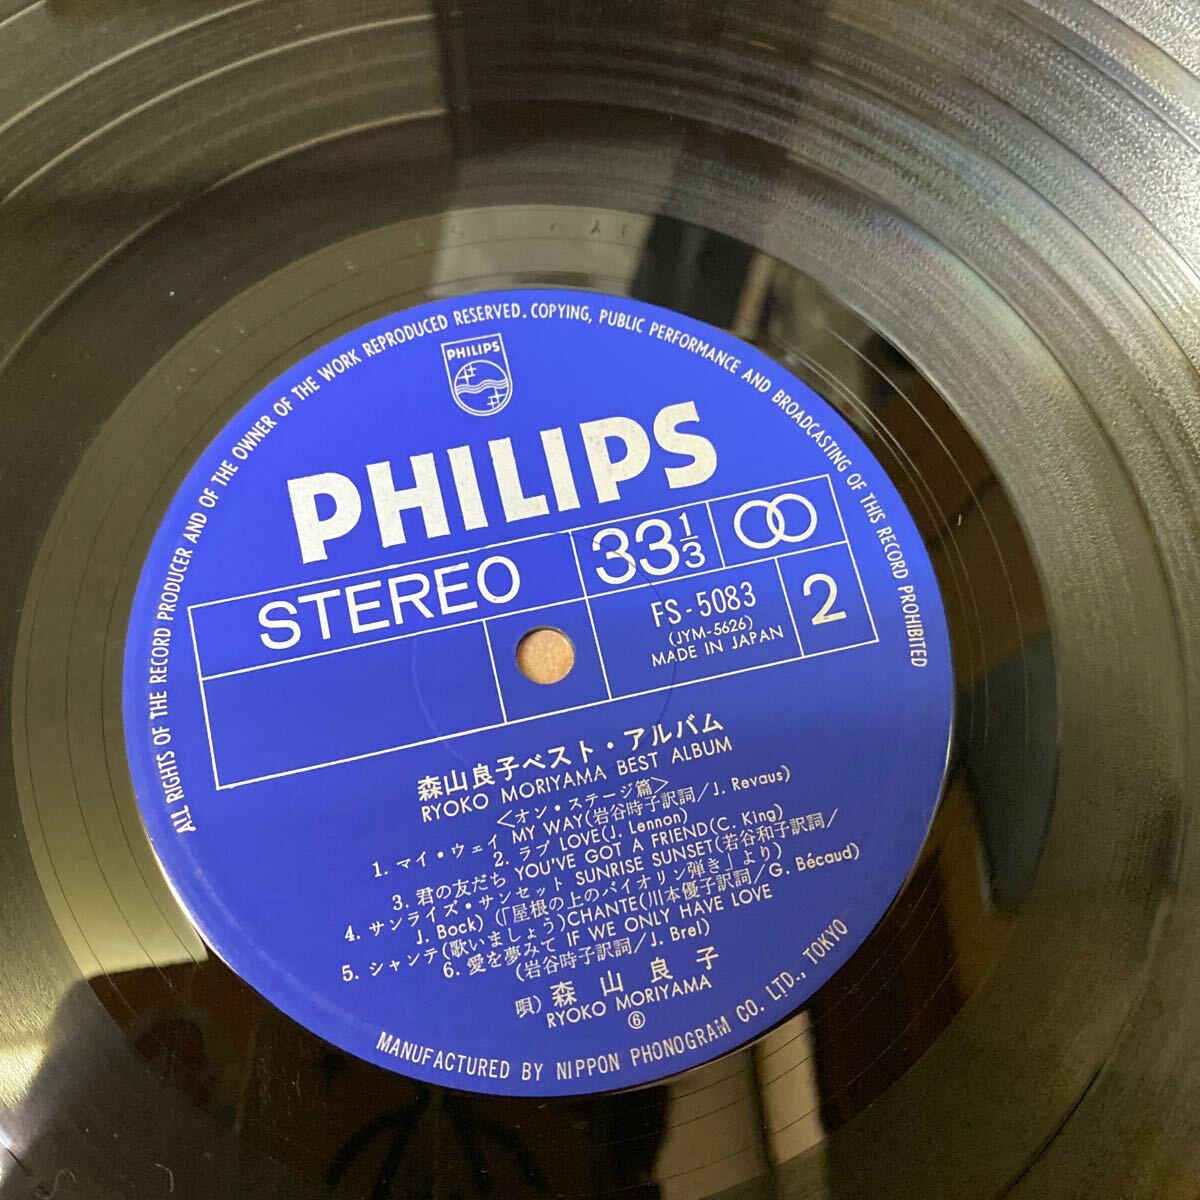 ALL RIGHTS OF THE RECORD PRODUCER AND OF THE OWNER OF THE WORK REPRODUCED RESERVED. COPYING, PUBLIC PERFORMANCE AND BROADCASTING OF THIS RECORD PROHIBITED
PHILIPS
PHILIPS
STEREO
33 1/3
FS-5083
(JYM-5626)
MADE IN JAPAN
2
森山良子ベスト・アルバム
RYOKO MORIYAMA BEST ALBUM
<オン・ステージ篇>
1. マイ・ウェイ MY WAY(岩谷時子訳詞/J. Revaus)
2. ラブ LOVE(J. Lennon)
3. 君の友だち YOU'VE GOT A FRIEND(C. King)
4. サンライズ・サンセット SUNRISE SUNSET(若谷和子訳詞/
J. Bock)(「屋根の上のバイオリン弾き」より)
5. シャンテ(歌いましょう)CHANTE(川本優子訳詞/G. Bécaud)
6. 愛を夢みて IF WE ONLY HAVE LOVE
(岩谷時子訳詞/J. Brel)
唄) 森山良子
RYOKO MORIYAMA
⑥
MANUFACTURED BY NIPPON PHONOGRAM CO. LTD., TOKYO